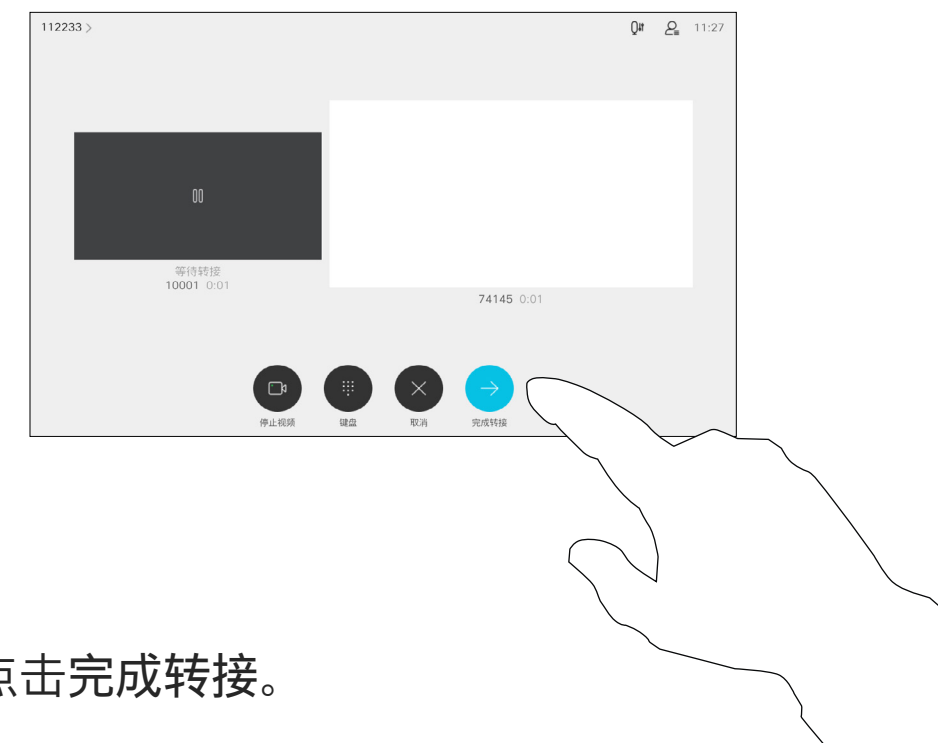 112233 >
11:27
等待转接
10001 0:01
74145 0:01
停止视频 键盘 取消 完成转接
点击完成转接。